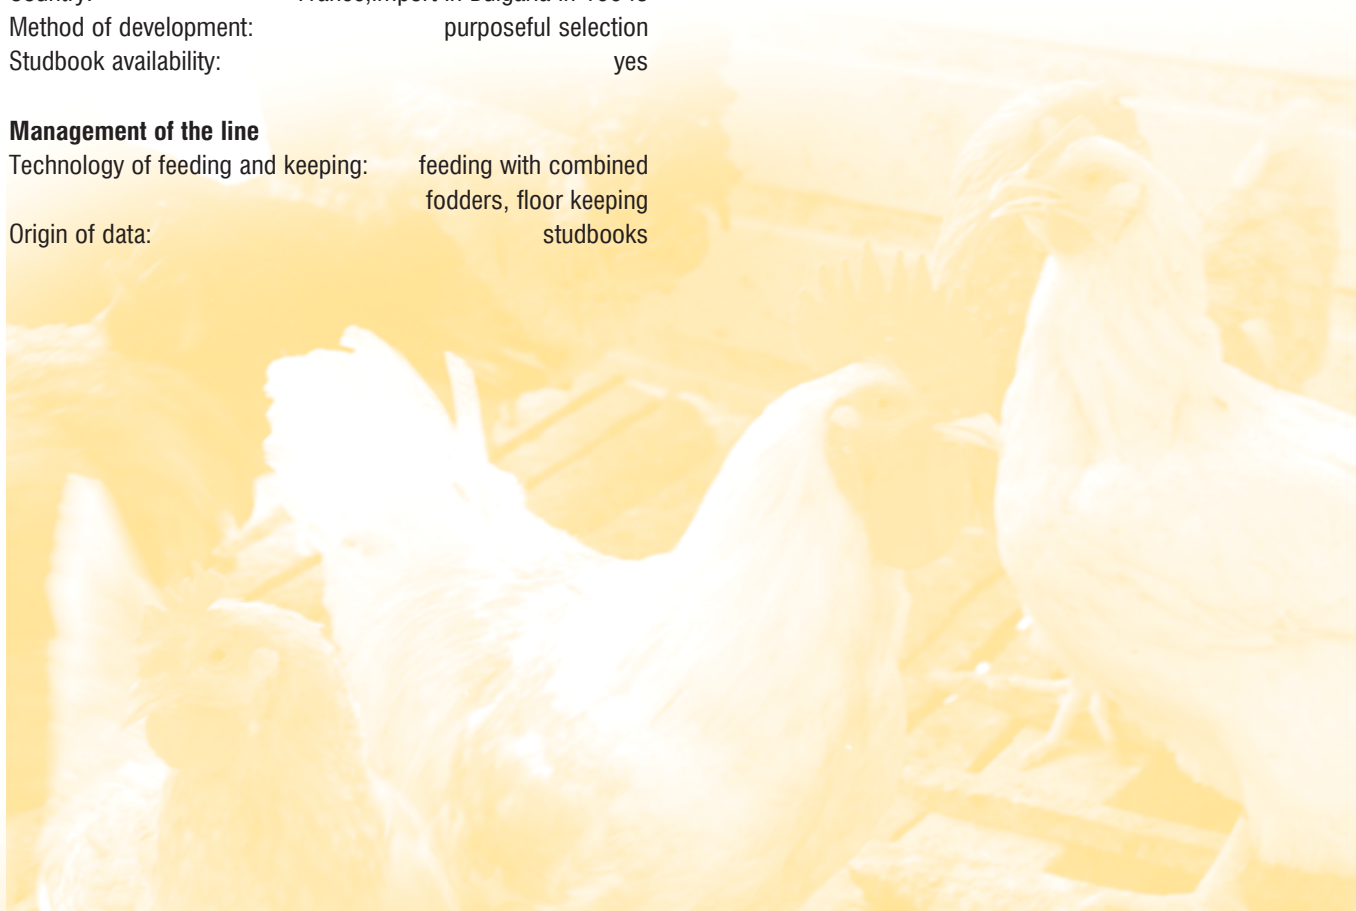 Method of development: purposeful selection
Studbook availability: yes
Management of the line
Technology of feeding and keeping: feeding with combined
fodders, floor keeping
Origin of data: studbooks